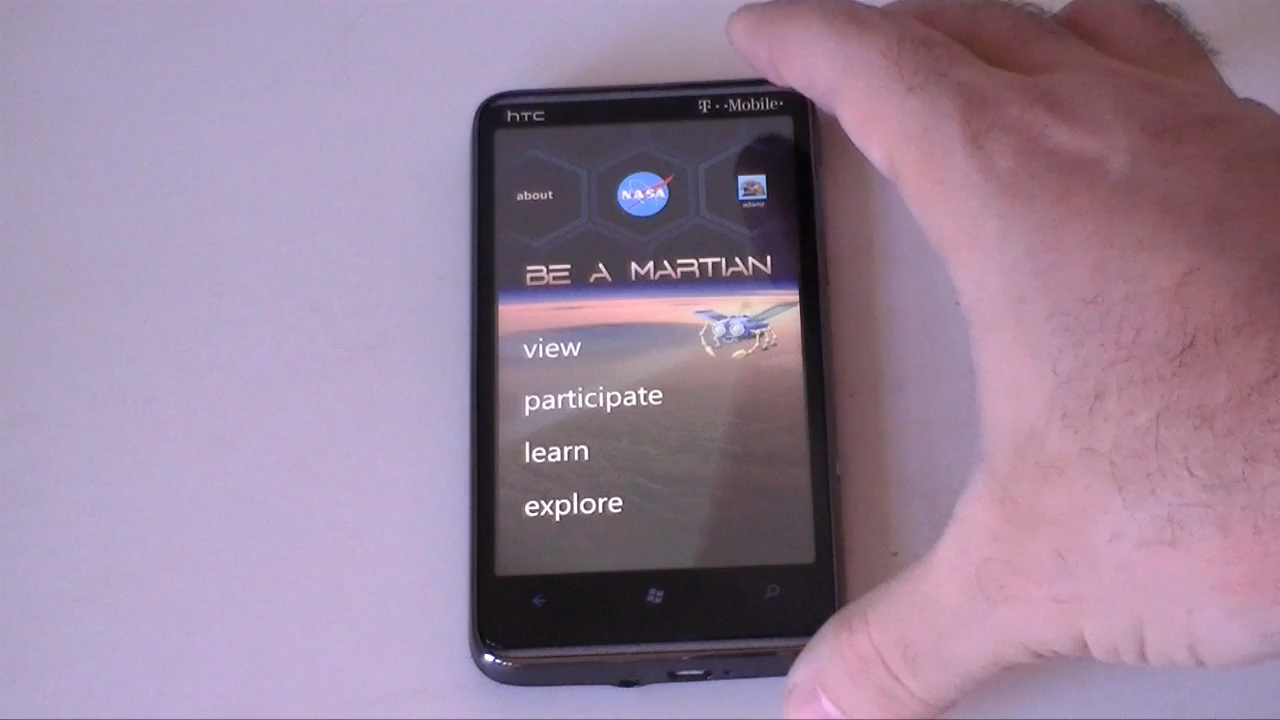 hTC
T··Mobile·
about
NASA
BE A MARTIAN
view
participate
learn
explore